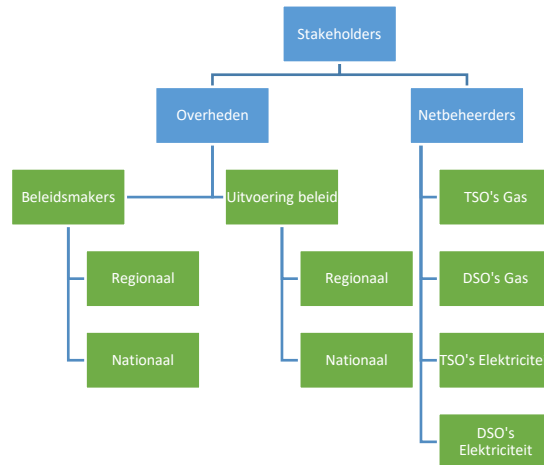 Stakeholders
Overheden
Netbeheerders
Beleidsmakers
Uitvoering beleid
TSO's Gas
Regionaal
Regionaal
DSO's Gas
Nationaal
Nationaal
TSO's Elektricite
DSO's
Elektriciteit